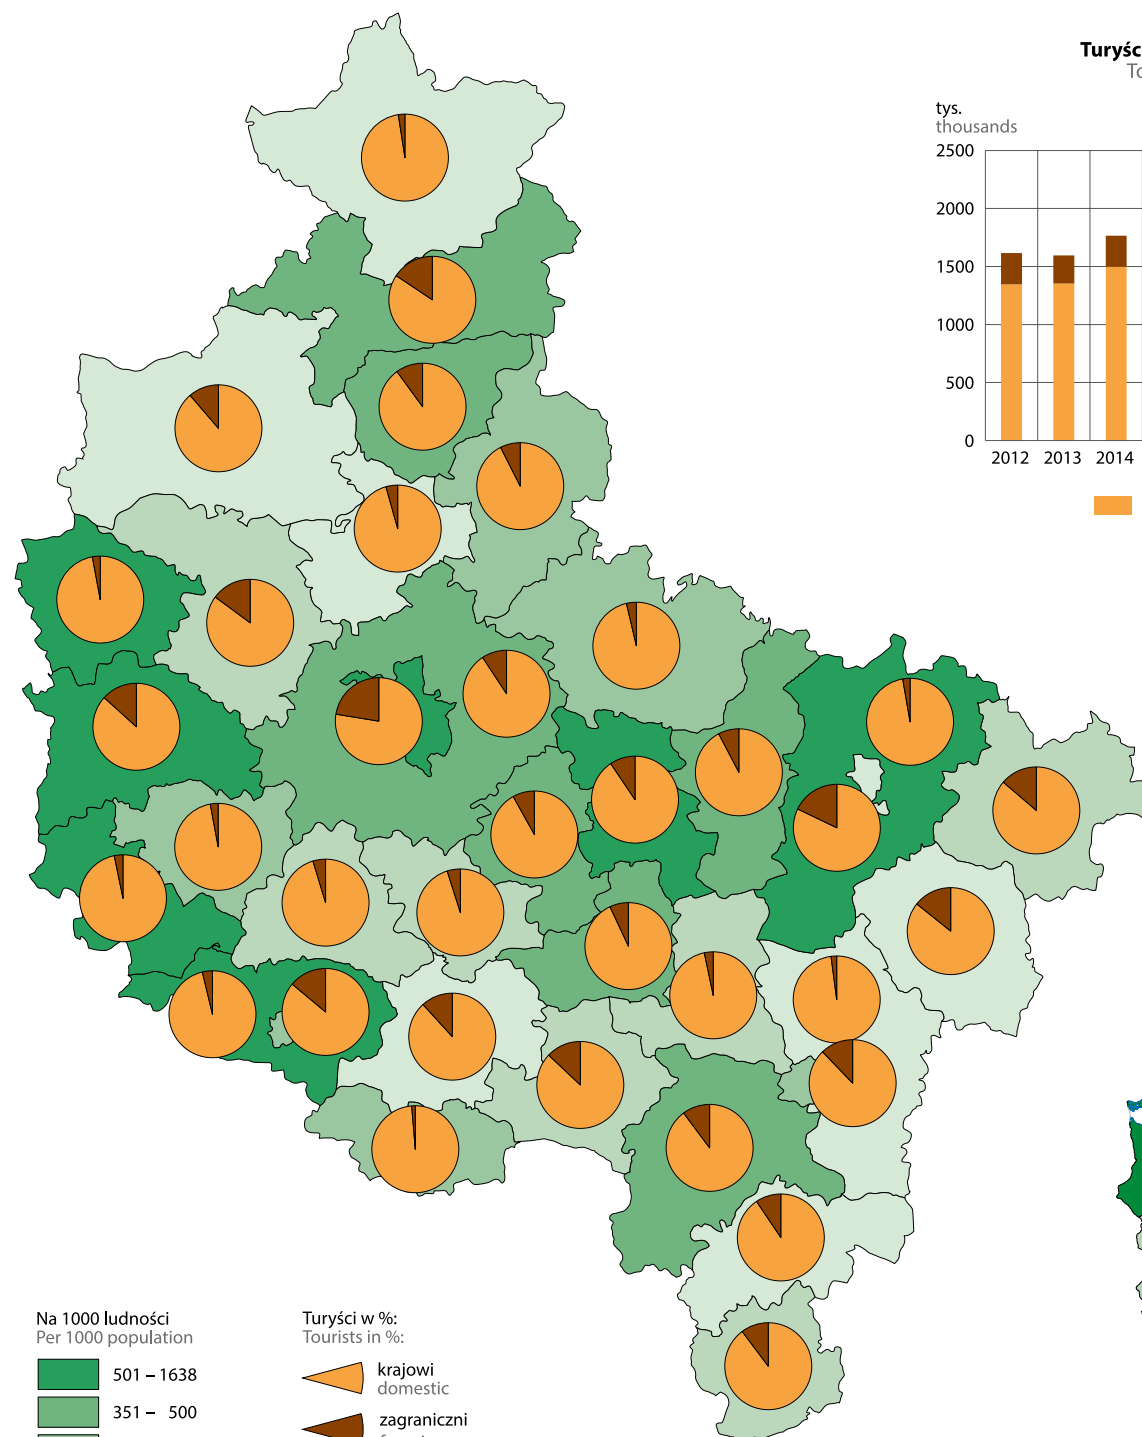 Turyśc
To
tys.
thousands
2500
2000
1500
1000
500
0
2012 2013 2014
Na 1000 ludności
Per 1000 population
501 – 1638
351 – 500
Turyści w %:
Tourists in %:
krajowi
domestic
zagraniczni